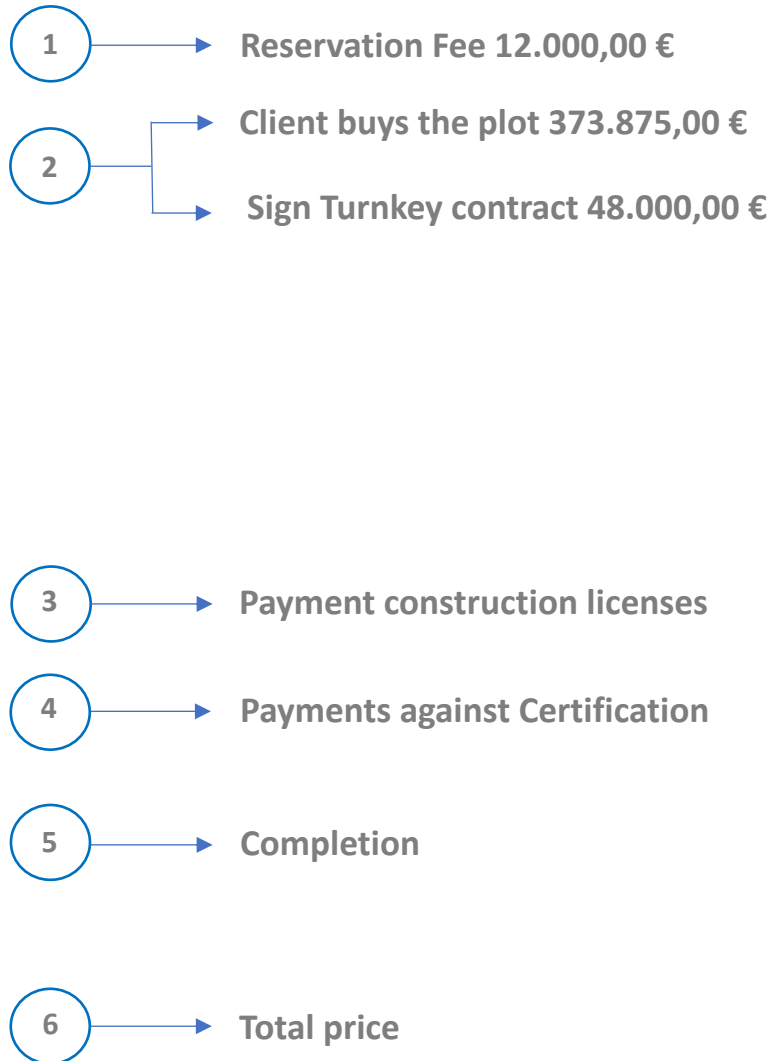 1 Reservation Fee 12.000,00 €
2 Client buys the plot 373.875,00 €
Sign Turnkey contract 48.000,00 €
3 Payment construction licenses
4 Payments against Certification
5 Completion
6 Total price